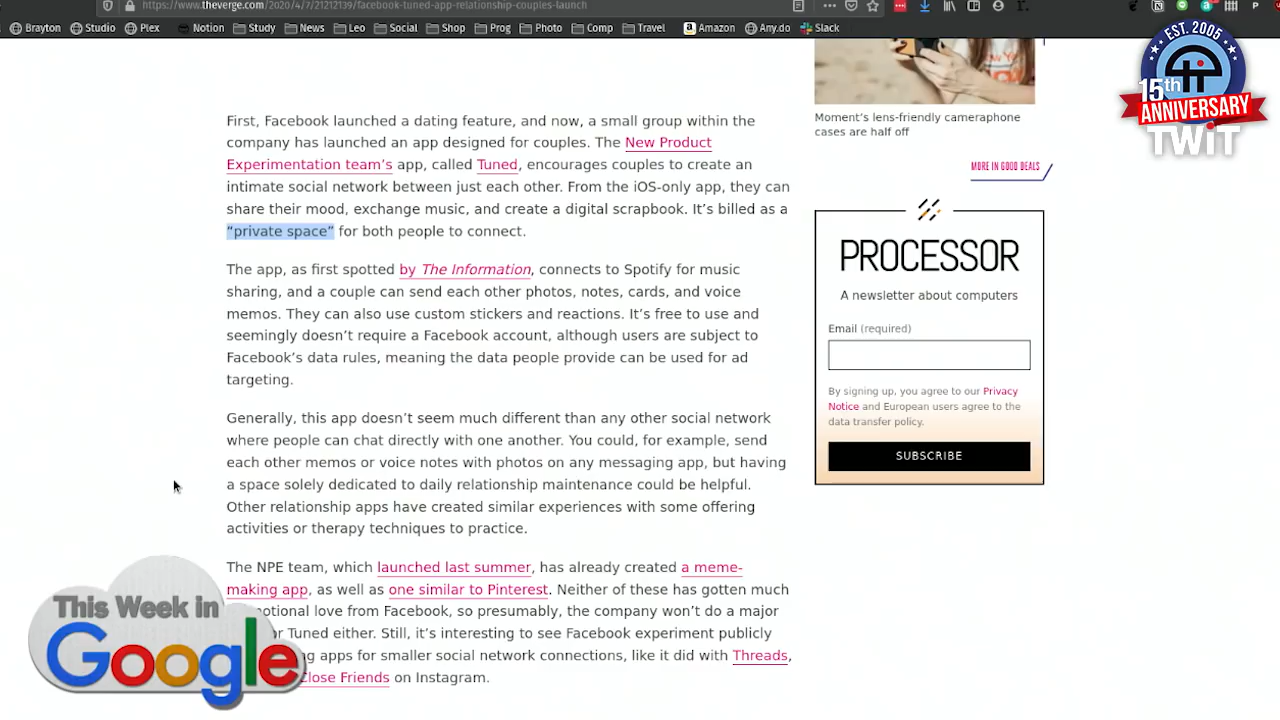 https://www.theverge.com/2020/4/7/21212139/facebook-tuned-app-relationship-couples-launch
Brayton Studio Plex Notion Study News Leo Social Shop Prog Photo Comp Travel Amazon Any.do Slack
EST. 2005
15th
ANNIVERSARY
TWiT
First, Facebook launched a dating feature, and now, a small group within the
company has launched an app designed for couples. The New Product
Experimentation team’s app, called Tuned, encourages couples to create an
intimate social network between just each other. From the iOS-only app, they can
share their mood, exchange music, and create a digital scrapbook. It’s billed as a
“private space” for both people to connect.
The app, as first spotted by The Information, connects to Spotify for music
sharing, and a couple can send each other photos, notes, cards, and voice
memos. They can also use custom stickers and reactions. It’s free to use and
seemingly doesn’t require a Facebook account, although users are subject to
Facebook’s data rules, meaning the data people provide can be used for ad
targeting.
Generally, this app doesn’t seem much different than any other social network
where people can chat directly with one another. You could, for example, send
each other memos or voice notes with photos on any messaging app, but having
a space solely dedicated to daily relationship maintenance could be helpful.
Other relationship apps have created similar experiences with some offering
activities or therapy techniques to practice.
The NPE team, which launched last summer, has already created a meme-
making app, as well as one similar to Pinterest. Neither of these has gotten much
otional love from Facebook, so presumably, the company won’t do a major
or Tuned either. Still, it’s interesting to see Facebook experiment publicly
g apps for smaller social network connections, like it did with Threads,
Close Friends on Instagram.
Moment’s lens-friendly cameraphone
cases are half off
MORE IN GOOD DEALS
PROCESSOR
A newsletter about computers
Email (required)
By signing up, you agree to our Privacy
Notice and European users agree to the
data transfer policy.
SUBSCRIBE
This Week in
Google